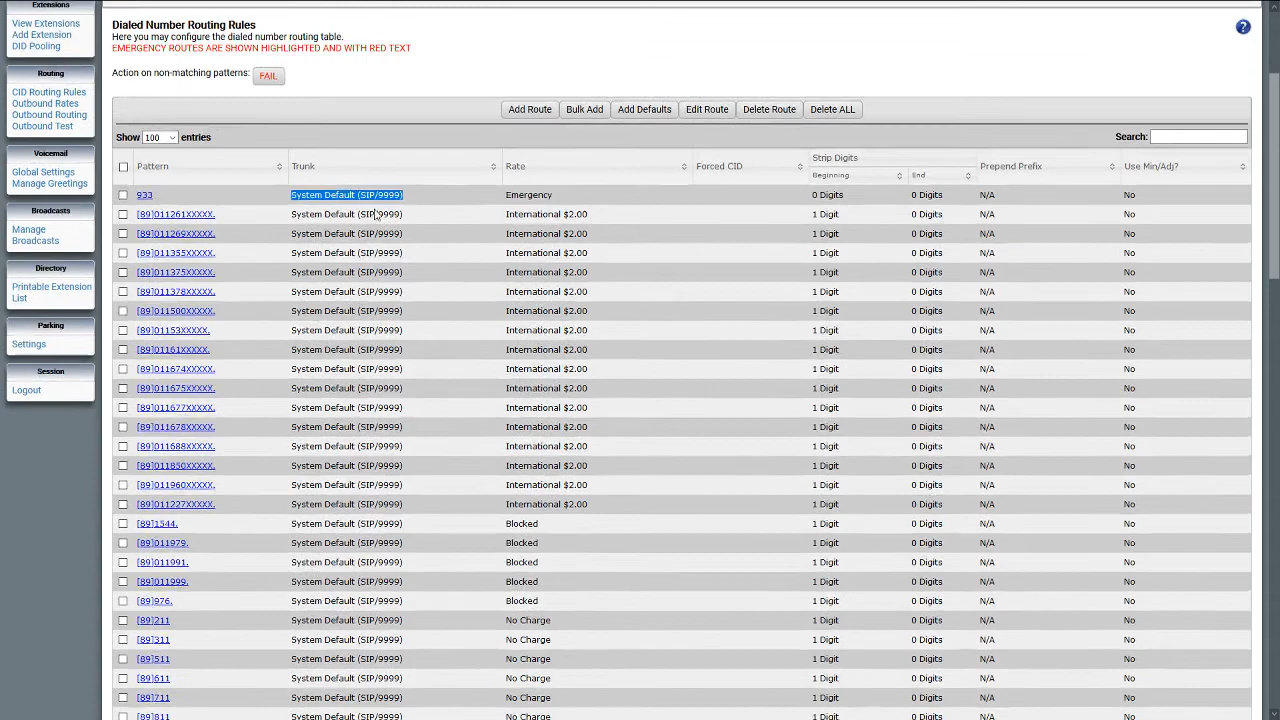 Extensions
View Extensions
Add Extension
DID Pooling
Routing
CID Routing Rules
Outbound Rates
Outbound Routing
Outbound Test
Voicemail
Global Settings
Manage Greetings
Broadcasts
Manage
Broadcasts
Directory
Printable Extension
List
Parking
Settings
Session
Logout
Dialed Number Routing Rules
Here you may configure the dialed number routing table.
EMERGENCY ROUTES ARE SHOWN HIGHLIGHTED AND WITH RED TEXT
Action on non-matching patterns: FAIL
?
Add Route Bulk Add Add Defaults Edit Route Delete Route Delete ALL
Show 100 entries Search:
Pattern Trunk Rate Forced CID Strip Digits Beginning End Prepend Prefix Use Min/Adj?
933 System Default (SIP/9999) Emergency 0 Digits 0 Digits N/A No
[89]011261XXXXX. System Default (SIP/9999) International $2.00 1 Digit 0 Digits N/A No
[89]011269XXXXX. System Default (SIP/9999) International $2.00 1 Digit 0 Digits N/A No
[89]011355XXXXX. System Default (SIP/9999) International $2.00 1 Digit 0 Digits N/A No
[89]011375XXXXX. System Default (SIP/9999) International $2.00 1 Digit 0 Digits N/A No
[89]011378XXXXX. System Default (SIP/9999) International $2.00 1 Digit 0 Digits N/A No
[89]011500XXXXX. System Default (SIP/9999) International $2.00 1 Digit 0 Digits N/A No
[89]01153XXXXX. System Default (SIP/9999) International $2.00 1 Digit 0 Digits N/A No
[89]01161XXXXX. System Default (SIP/9999) International $2.00 1 Digit 0 Digits N/A No
[89]011674XXXXX. System Default (SIP/9999) International $2.00 1 Digit 0 Digits N/A No
[89]011675XXXXX. System Default (SIP/9999) International $2.00 1 Digit 0 Digits N/A No
[89]011677XXXXX. System Default (SIP/9999) International $2.00 1 Digit 0 Digits N/A No
[89]011678XXXXX. System Default (SIP/9999) International $2.00 1 Digit 0 Digits N/A No
[89]011688XXXXX. System Default (SIP/9999) International $2.00 1 Digit 0 Digits N/A No
[89]011850XXXXX. System Default (SIP/9999) International $2.00 1 Digit 0 Digits N/A No
[89]011960XXXXX. System Default (SIP/9999) International $2.00 1 Digit 0 Digits N/A No
[89]011227XXXXX. System Default (SIP/9999) International $2.00 1 Digit 0 Digits N/A No
[89]1544. System Default (SIP/9999) Blocked 1 Digit 0 Digits N/A No
[89]011979. System Default (SIP/9999) Blocked 1 Digit 0 Digits N/A No
[89]011991. System Default (SIP/9999) Blocked 1 Digit 0 Digits N/A No
[89]011999. System Default (SIP/9999) Blocked 1 Digit 0 Digits N/A No
[89]976. System Default (SIP/9999) Blocked 1 Digit 0 Digits N/A No
[89]211 System Default (SIP/9999) No Charge 1 Digit 0 Digits N/A No
[89]311 System Default (SIP/9999) No Charge 1 Digit 0 Digits N/A No
[89]511 System Default (SIP/9999) No Charge 1 Digit 0 Digits N/A No
[89]611 System Default (SIP/9999) No Charge 1 Digit 0 Digits N/A No
[89]711 System Default (SIP/9999) No Charge 1 Digit 0 Digits N/A No
[89]811 System Default (SIP/9999) No Charge 1 Digit 0 Digits N/A No